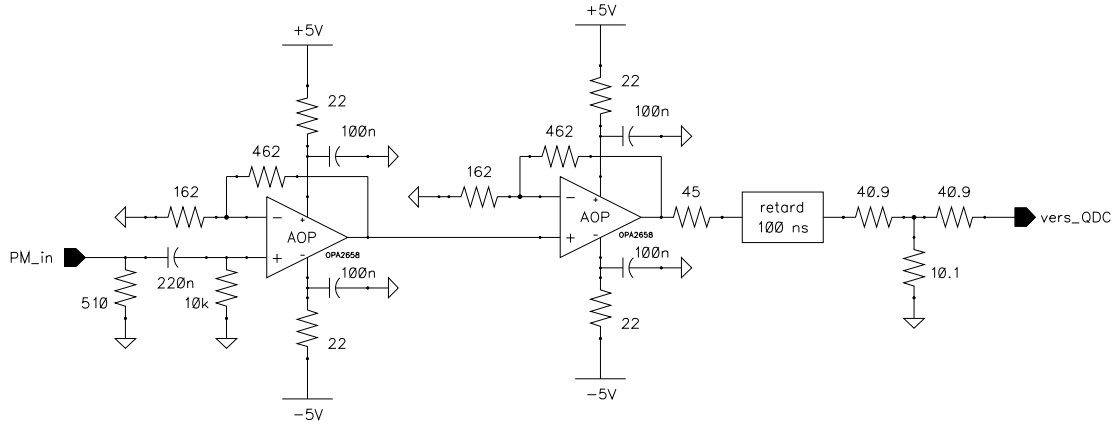 +5V
22
100n
462
162
AOP
OPA2658
PM_in
510
220n
10k
100n
22
-5V
+5V
22
100n
462
162
AOP
OPA2658
100n
22
-5V
45
retard
100 ns
40.9
40.9
10.1
vers_QDC